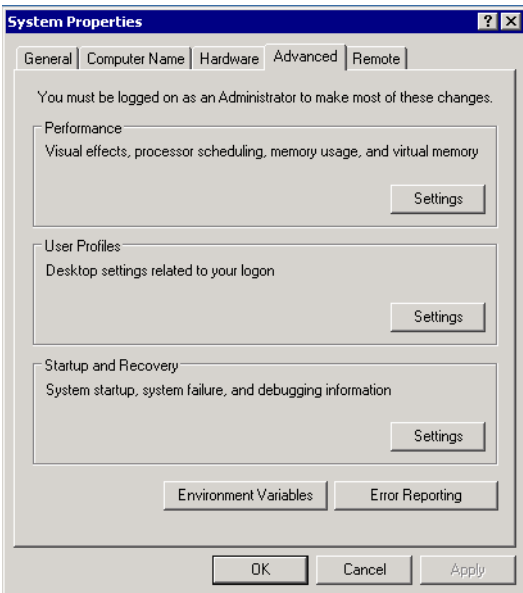 System Properties
General
Computer Name
Hardware
Advanced
Remote
You must be logged on as an Administrator to make most of these changes.
Performance
Visual effects, processor scheduling, memory usage, and virtual memory
Settings
User Profiles
Desktop settings related to your logon
Settings
Startup and Recovery
System startup, system failure, and debugging information
Settings
Environment Variables
Error Reporting
OK
Cancel
Apply